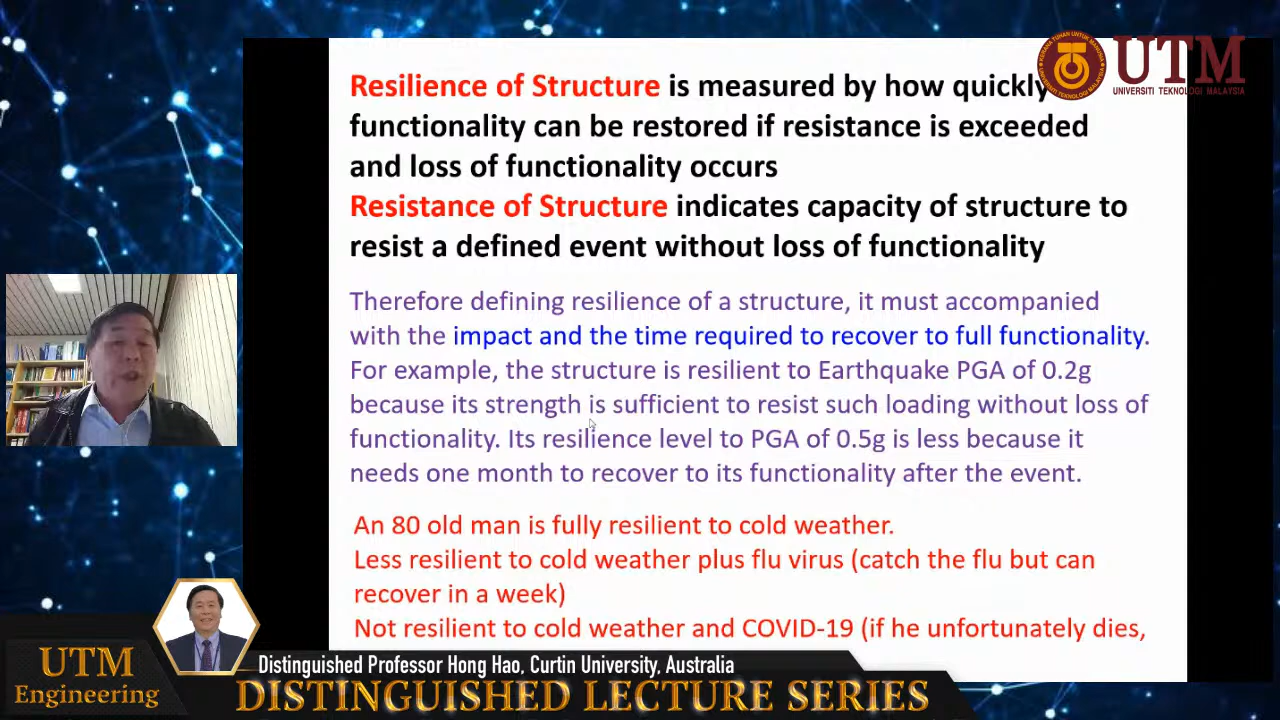 Resilience of Structure is measured by how quickly
functionality can be restored if resistance is exceeded
and loss of functionality occurs
Resistance of Structure indicates capacity of structure to
resist a defined event without loss of functionality
Therefore defining resilience of a structure, it must accompanied
with the impact and the time required to recover to full functionality.
For example, the structure is resilient to Earthquake PGA of 0.2g
because its strength is sufficient to resist such loading without loss of
functionality. Its resilience level to PGA of 0.5g is less because it
needs one month to recover to its functionality after the event.
An 80 old man is fully resilient to cold weather.
Less resilient to cold weather plus flu virus (catch the flu but can
recover in a week)
Not resilient to cold weather and COVID-19 (if he unfortunately dies,
UTM
UNIVERSITI TEKNOLOGI MALAYSIA
UTM
Engineering
Distinguished Professor Hong Hao, Curtin University, Australia
DISTINGUISHED LECTURE SERIES